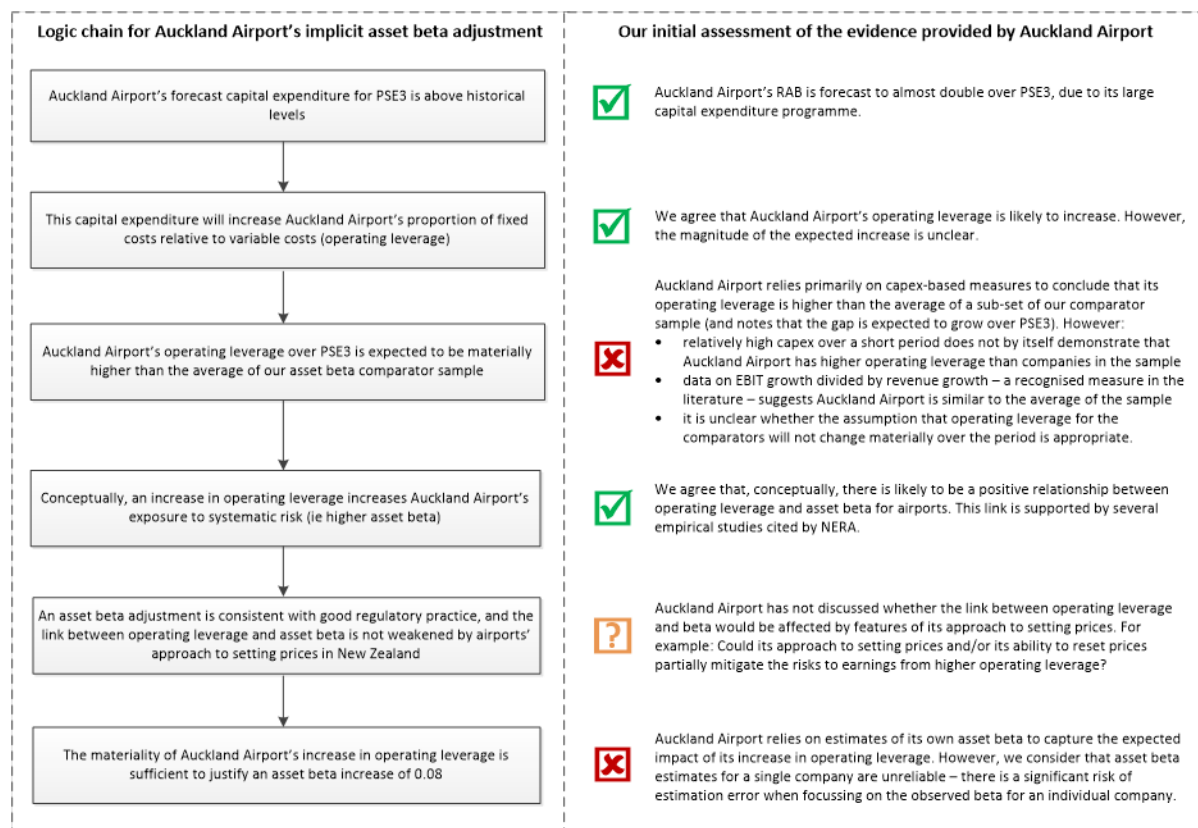 Logic chain for Auckland Airport's implicit asset beta adjustment
Our initial assessment of the evidence provided by Auckland Airport
Auckland Airport's forecast capital expenditure for PSE3 is above historical
levels
Auckland Airport's RAB is forecast to almost double over PSE3, due to its large
capital expenditure programme.
This capital expenditure will increase Auckland Airport's proportion of fixed
costs relative to variable costs (operating leverage)
We agree that Auckland Airport's operating leverage is likely to increase. However,
the magnitude of the expected increase is unclear.
Auckland Airport's operating leverage over PSE3 is expected to be materially
higher than the average of our asset beta comparator sample
Auckland Airport relies primarily on capex-based measures to conclude that its
operating leverage is higher than the average of a sub-set of our comparator
sample (and notes that the gap is expected to grow over PSE3). However:
• relatively high capex over a short period does not by itself demonstrate that
Auckland Airport has higher operating leverage than companies in the sample
• data on EBIT growth divided by revenue growth – a recognised measure in the
literature – suggests Auckland Airport is similar to the average of the sample
• it is unclear whether the assumption that operating leverage for the
comparators will not change materially over the period is appropriate.
Conceptually, an increase in operating leverage increases Auckland Airport's
exposure to systematic risk (ie higher asset beta)
We agree that, conceptually, there is likely to be a positive relationship between
operating leverage and asset beta for airports. This link is supported by several
empirical studies cited by NERA.
An asset beta adjustment is consistent with good regulatory practice, and the
link between operating leverage and asset beta is not weakened by airports'
approach to setting prices in New Zealand
?
Auckland Airport has not discussed whether the link between operating leverage
and beta would be affected by features of its approach to setting prices. For
example: Could its approach to setting prices and/or its ability to reset prices
partially mitigate the risks to earnings from higher operating leverage?
The materiality of Auckland Airport's increase in operating leverage is
sufficient to justify an asset beta increase of 0.08
Auckland Airport relies on estimates of its own asset beta to capture the expected
impact of its increase in operating leverage. However, we consider that asset beta
estimates for a single company are unreliable – there is a significant risk of
estimation error when focussing on the observed beta for an individual company.